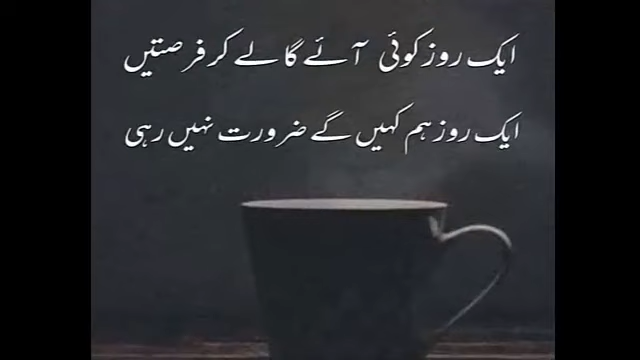 ایک روز کوئی آئے گا لے کر فرصتیں
ایک روز ہم کہیں گے ضرورت نہیں رہی